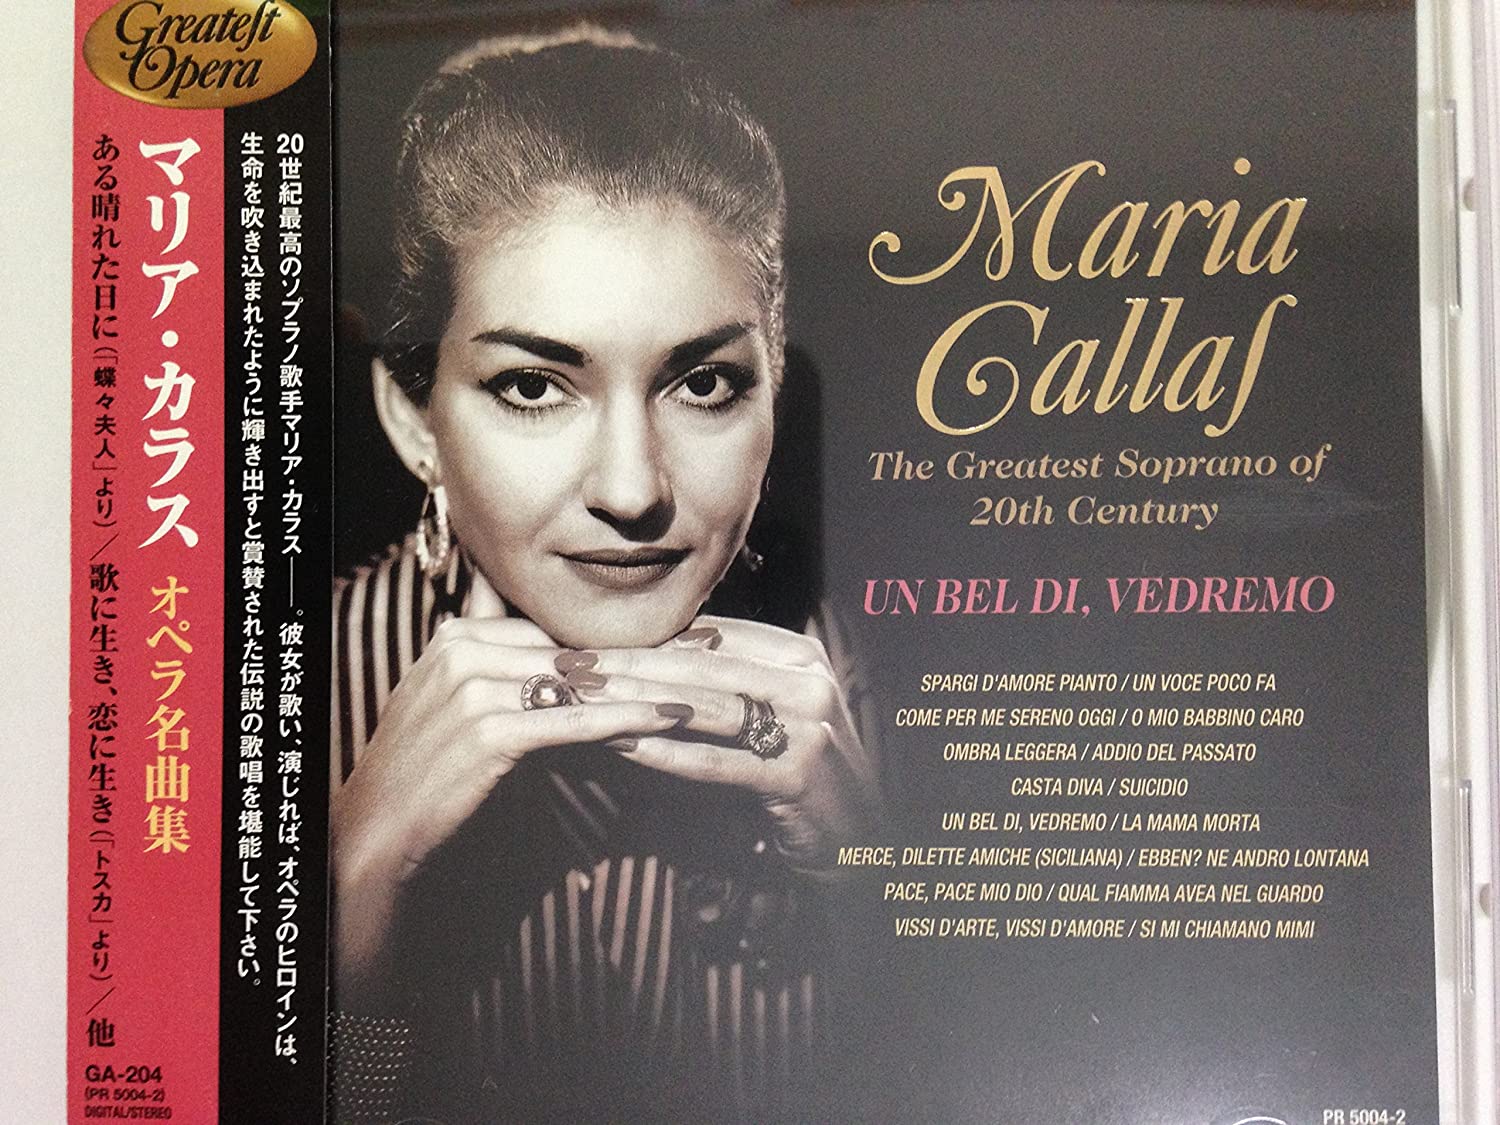 Greatest
Opera
20世紀最高のソプラノ歌手マリア・カラス――。彼女が歌い、演じれば、オペラのヒロインは、
生命を吹き込まれたように輝き出すと賞賛された伝説の歌唱を堪能して下さい。
マリア・カラス オペラ名曲集
ある晴れた日に(「蝶々夫人」より)/歌に生き、恋に生き(「トスカ」より)/他
GA-204
(PR 5004-2)
DIGITAL/STEREO
Maria
Callas
The Greatest Soprano of
20th Century
UN BEL DI, VEDREMO
SPARGI D'AMORE PIANTO / UN VOCE POCO FA
COME PER ME SERENO OGGI / O MIO BABBINO CARO
OMBRA LEGGERA / ADDIO DEL PASSATO
CASTA DIVA / SUICIDIO
UN BEL DI, VEDREMO / LA MAMA MORTA
MERCE, DILETTE AMICHE (SICILIANA) / EBBEN? NE ANDRO LONTANA
PACE, PACE MIO DIO / QUAL FIAMMA AVEA NEL GUARDO
VISSI D'ARTE, VISSI D'AMORE / SI MI CHIAMANO MIMI
PR 5004-2